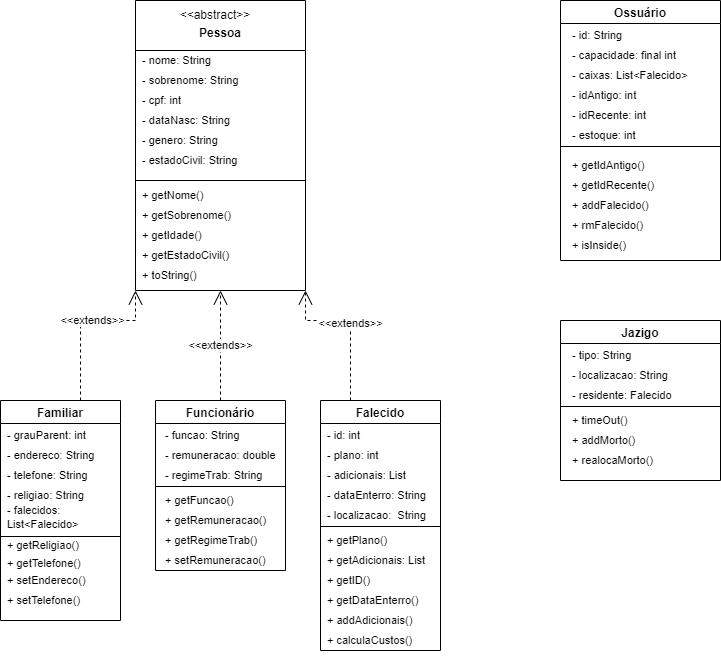 <<abstract>>
Pessoa
- nome: String
- sobrenome: String
- cpf: int
- dataNasc: String
- genero: String
- estadoCivil: String
+ getNome()
+ getSobrenome()
+ getIdade()
+ getEstadoCivil()
+ toString()
Ossuário
- id: String
- capacidade: final int
- caixas: List<Falecido>
- idAntigo: int
- idRecente: int
- estoque: int
+ getIdAntigo()
+ getIdRecente()
+ addFalecido()
+ rmFalecido()
+ isInside()
<<extends>>
<<extends>>
<<extends>>
Jazigo
- tipo: String
- localizacao: String
- residente: Falecido
+ timeOut()
+ addMorto()
+ realocaMorto()
Familiar
- grauParent: int
- endereco: String
- telefone: String
- religiao: String
- falecidos:
List<Falecido>
+ getReligiao()
+ getTelefone()
+ setEndereco()
+ setTelefone()
Funcionário
- funcao: String
- remuneracao: double
- regimeTrab: String
+ getFuncao()
+ getRemuneracao()
+ getRegimeTrab()
+ setRemuneracao()
Falecido
- id: int
- plano: int
- adicionais: List
- dataEnterro: String
- localizacao:  String
+ getPlano()
+ getAdicionais: List
+ getID()
+ getDataEnterro()
+ addAdicionais()
+ calculaCustos()